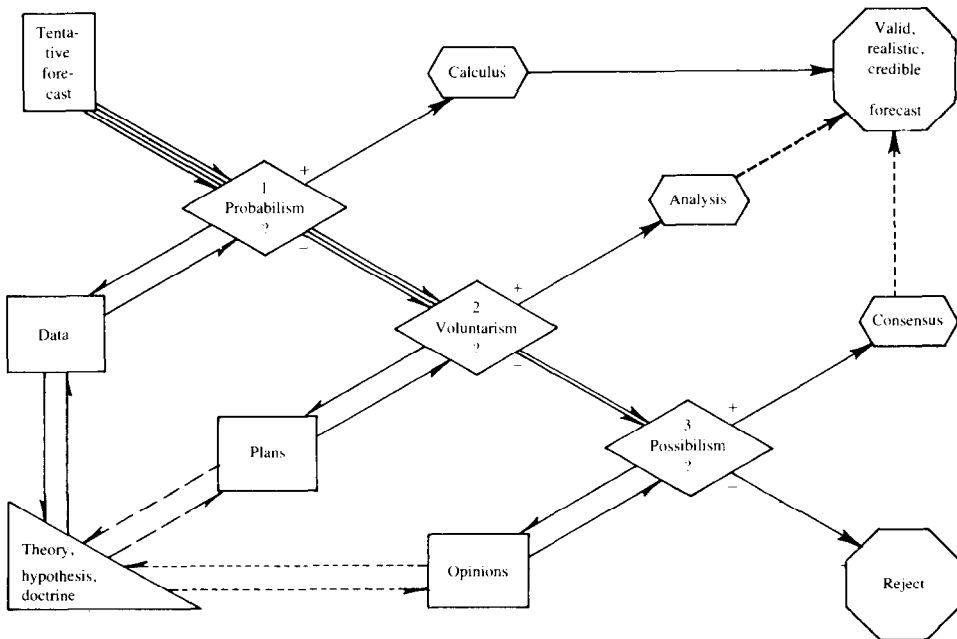 Tenta-
tive
fore-
cast
Calculus
Valid,
realistic,
credible
forecast
+
1
Probabilism
?
−
Analysis
Data
+
2
Voluntarism
?
−
Consensus
Plans
+
3
Possibilism
?
−
Theory,
hypothesis,
doctrine
Opinions
Reject